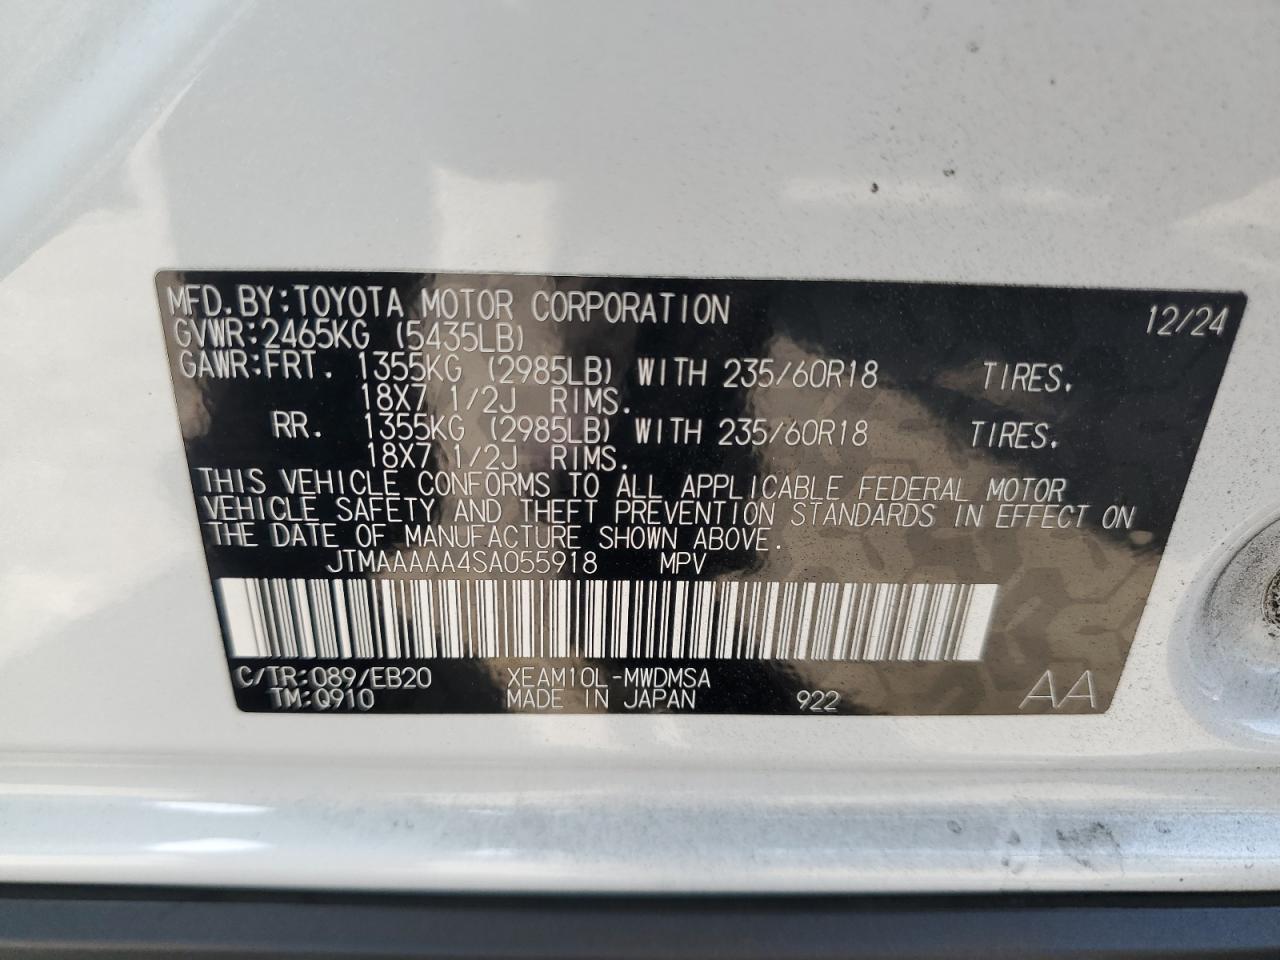 MFD.BY:TOYOTA MOTOR CORPORATION 12/24
GVWR:2465KG (5435LB)
GAWR:FRT. 1355KG (2985LB) WITH 235/60R18 TIRES,
18X7 1/2J RIMS.
RR. 1355KG (2985LB) WITH 235/60R18 TIRES,
18X7 1/2J RIMS.
THIS VEHICLE CONFORMS TO ALL APPLICABLE FEDERAL MOTOR
VEHICLE SAFETY AND THEFT PREVENTION STANDARDS IN EFFECT ON
THE DATE OF MANUFACTURE SHOWN ABOVE.
JTMAAAAAA4SA055918 MPV
C/TR:089/EB20 XEAM10L-MWDMSA
TM:Q910 MADE IN JAPAN 922 AA